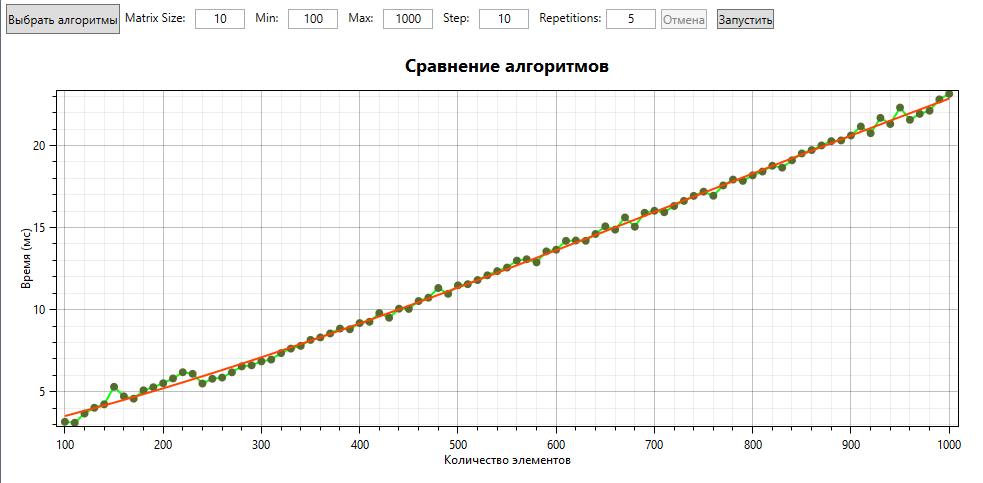 Выбрать алгоритмы Matrix Size: 10 Min: 100 Max: 1000 Step: 10 Repetitions: 5 Отмена Запустить
Сравнение алгоритмов
20
15
10
5
Время (мс)
100 200 300 400 500 600 700 800 900 1000
Количество элементов